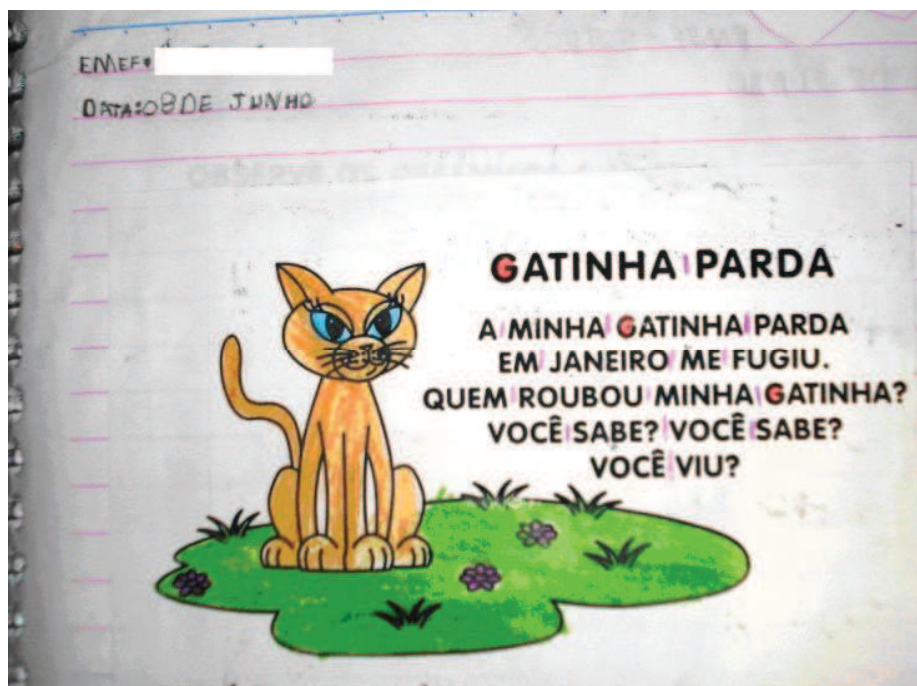 EMEF:
DATA:08 DE JUNHO
GATINHA PARDA
A MINHA GATINHA PARDA
EM JANEIRO ME FUGIU.
QUEM ROUBOU MINHA GATINHA?
VOCÊ SABE? VOCÊ SABE?
VOCÊ VIU?